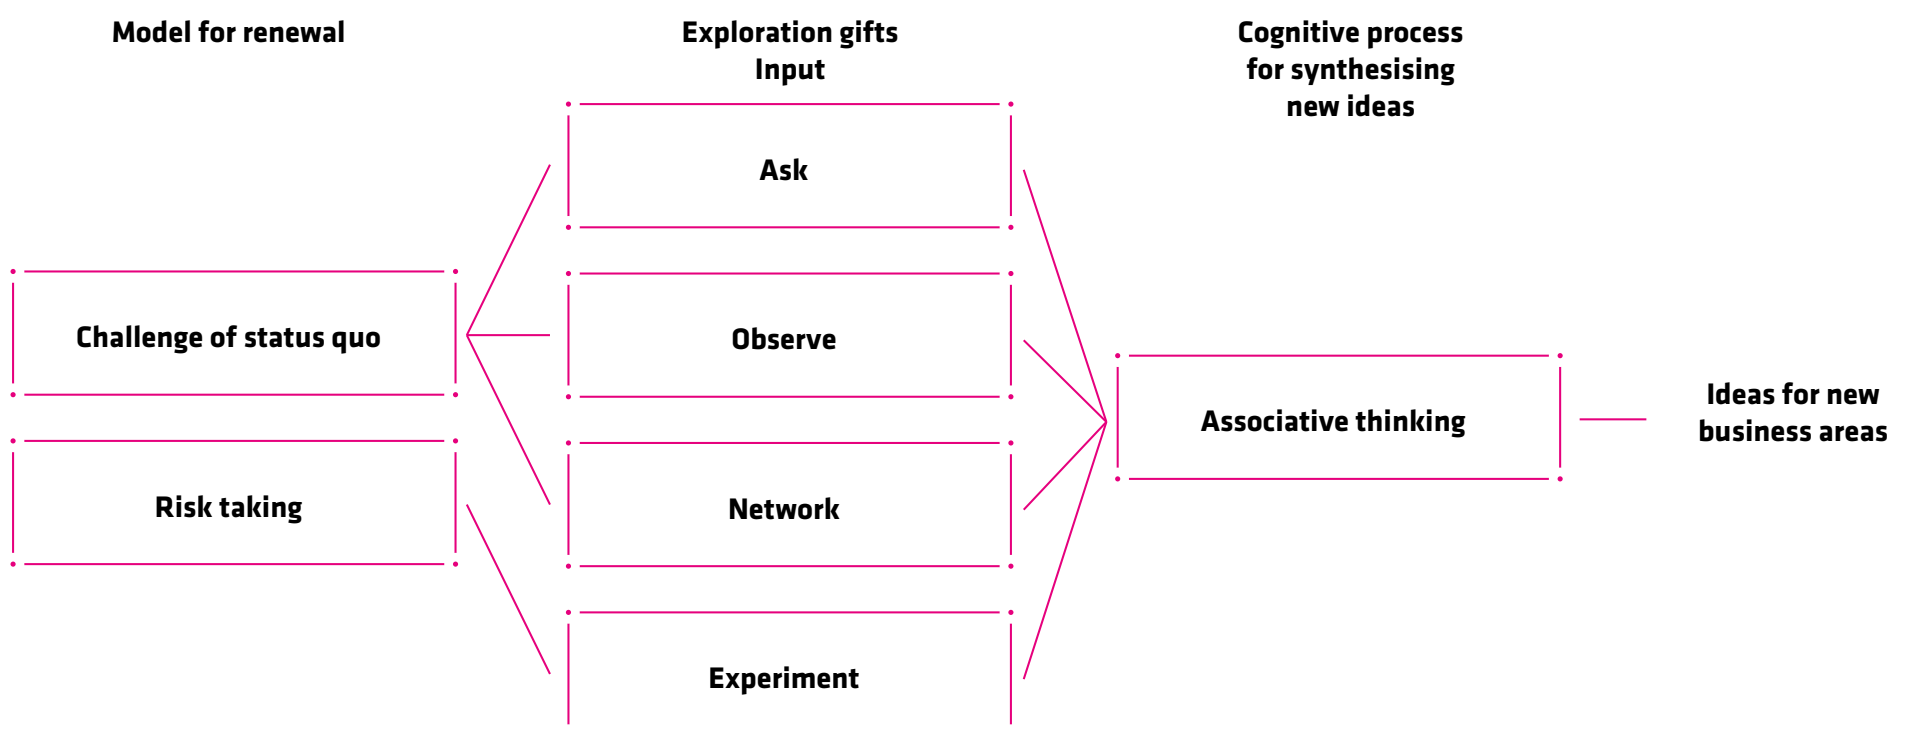 Model for renewal
Exploration gifts
Input
Cognitive process
for synthesising
new ideas
Challenge of status quo
Risk taking
Ask
Observe
Network
Experiment
Associative thinking
Ideas for new
business areas